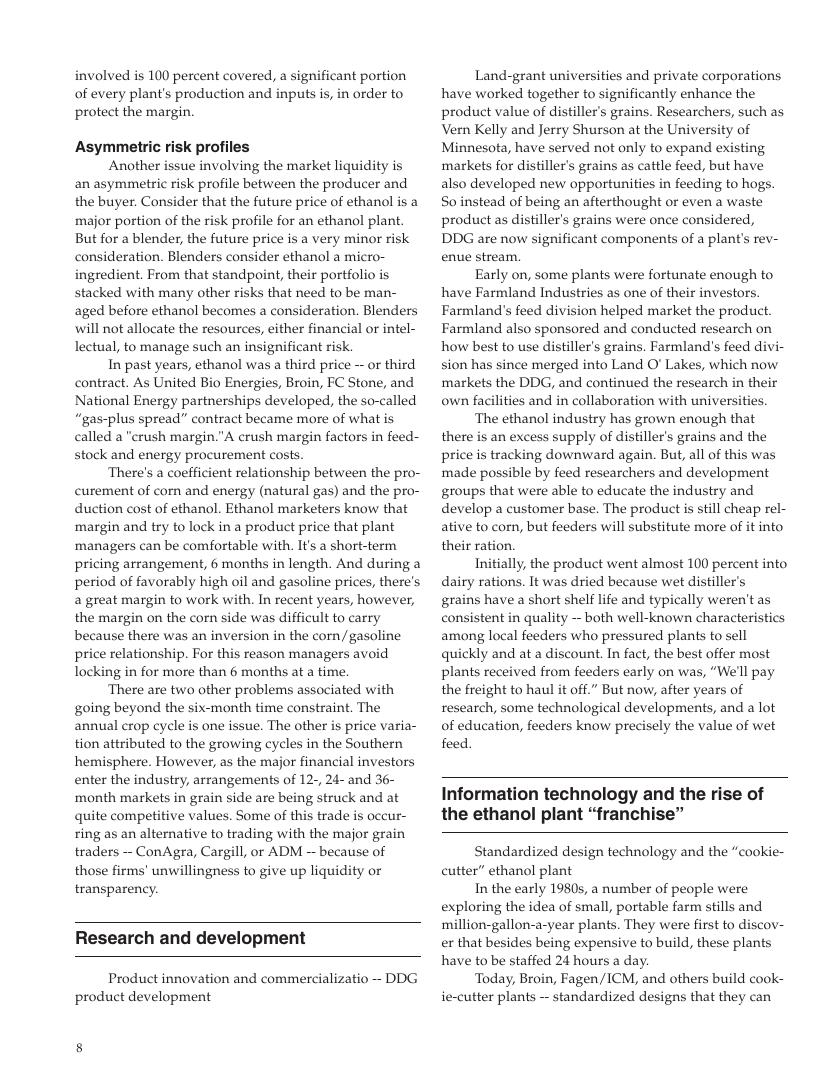 involved is 100 percent covered, a significant portion
of every plant's production and inputs is, in order to
protect the margin.
Asymmetric risk profiles
Another issue involving the market liquidity is
an asymmetric risk profile between the producer and
the buyer. Consider that the future price of ethanol is a
major portion of the risk profile for an ethanol plant.
But for a blender, the future price is a very minor risk
consideration. Blenders consider ethanol a micro-
ingredient. From that standpoint, their portfolio is
stacked with many other risks that need to be man-
aged before ethanol becomes a consideration. Blenders
will not allocate the resources, either financial or intel-
lectual, to manage such an insignificant risk.
In past years, ethanol was a third price -- or third
contract. As United Bio Energies, Broin, FC Stone, and
National Energy partnerships developed, the so-called
“gas-plus spread” contract became more of what is
called a "crush margin."A crush margin factors in feed-
stock and energy procurement costs.
There's a coefficient relationship between the pro-
curement of corn and energy (natural gas) and the pro-
duction cost of ethanol. Ethanol marketers know that
margin and try to lock in a product price that plant
managers can be comfortable with. It's a short-term
pricing arrangement, 6 months in length. And during a
period of favorably high oil and gasoline prices, there's
a great margin to work with. In recent years, however,
the margin on the corn side was difficult to carry
because there was an inversion in the corn/gasoline
price relationship. For this reason managers avoid
locking in for more than 6 months at a time.
There are two other problems associated with
going beyond the six-month time constraint. The
annual crop cycle is one issue. The other is price varia-
tion attributed to the growing cycles in the Southern
hemisphere. However, as the major financial investors
enter the industry, arrangements of 12-, 24- and 36-
month markets in grain side are being struck and at
quite competitive values. Some of this trade is occur-
ring as an alternative to trading with the major grain
traders -- ConAgra, Cargill, or ADM -- because of
those firms' unwillingness to give up liquidity or
transparency.
Research and development
Product innovation and commercializatio -- DDG
product development
Land-grant universities and private corporations
have worked together to significantly enhance the
product value of distiller's grains. Researchers, such as
Vern Kelly and Jerry Shurson at the University of
Minnesota, have served not only to expand existing
markets for distiller's grains as cattle feed, but have
also developed new opportunities in feeding to hogs.
So instead of being an afterthought or even a waste
product as distiller's grains were once considered,
DDG are now significant components of a plant's rev-
enue stream.
Early on, some plants were fortunate enough to
have Farmland Industries as one of their investors.
Farmland's feed division helped market the product.
Farmland also sponsored and conducted research on
how best to use distiller's grains. Farmland's feed divi-
sion has since merged into Land O' Lakes, which now
markets the DDG, and continued the research in their
own facilities and in collaboration with universities.
The ethanol industry has grown enough that
there is an excess supply of distiller's grains and the
price is tracking downward again. But, all of this was
made possible by feed researchers and development
groups that were able to educate the industry and
develop a customer base. The product is still cheap rel-
ative to corn, but feeders will substitute more of it into
their ration.
Initially, the product went almost 100 percent into
dairy rations. It was dried because wet distiller's
grains have a short shelf life and typically weren't as
consistent in quality -- both well-known characteristics
among local feeders who pressured plants to sell
quickly and at a discount. In fact, the best offer most
plants received from feeders early on was, “We'll pay
the freight to haul it off.” But now, after years of
research, some technological developments, and a lot
of education, feeders know precisely the value of wet
feed.
Information technology and the rise of
the ethanol plant “franchise”
Standardized design technology and the “cookie-
cutter” ethanol plant
In the early 1980s, a number of people were
exploring the idea of small, portable farm stills and
million-gallon-a-year plants. They were first to discov-
er that besides being expensive to build, these plants
have to be staffed 24 hours a day.
Today, Broin, Fagen/ICM, and others build cook-
ie-cutter plants -- standardized designs that they can
8